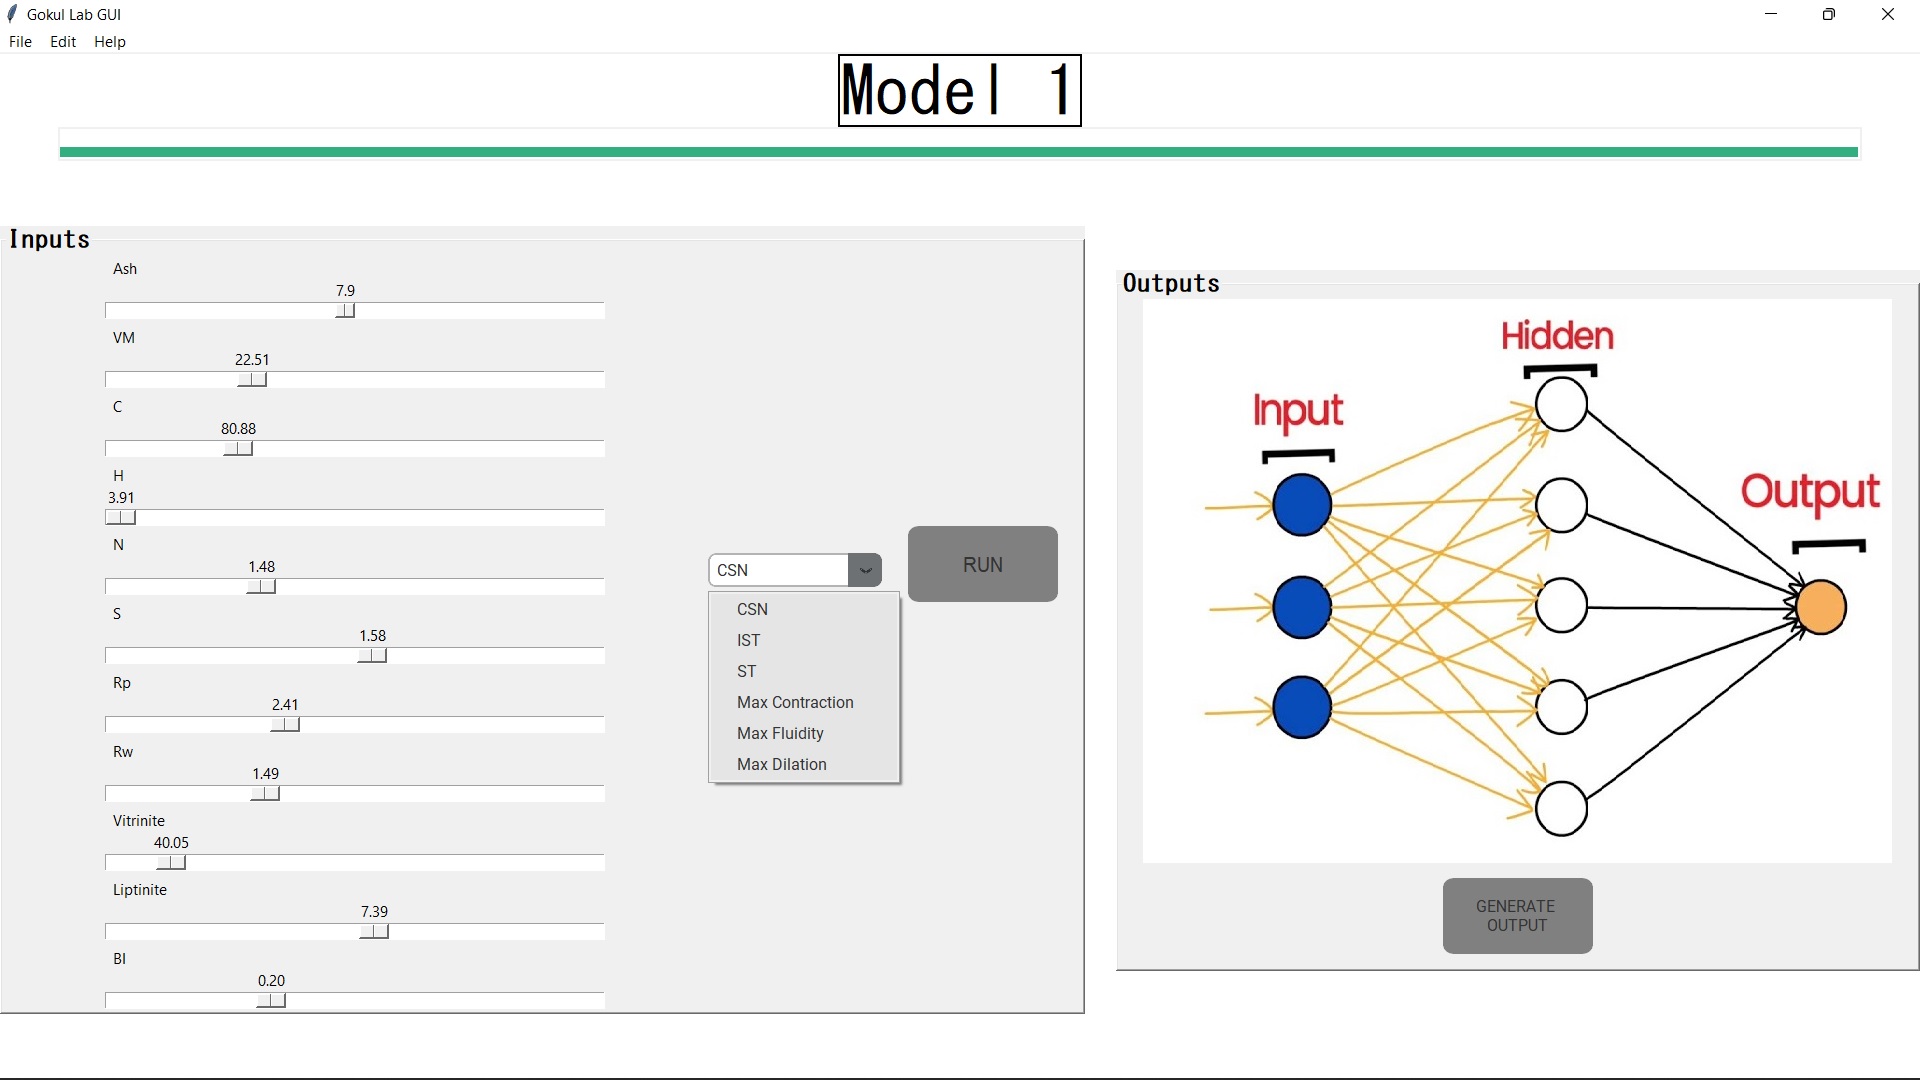 Gokul Lab GUI
File Edit Help
Model 1
Inputs
Ash
7.9
VM
22.51
C
80.88
H
3.91
N
1.48
S
1.58
Rp
2.41
Rw
1.49
Vitrinite
40.05
Liptinite
7.39
BI
0.20
CSN
RUN
CSN
IST
ST
Max Contraction
Max Fluidity
Max Dilation
Outputs
Hidden
Input
Output
GENERATE
OUTPUT